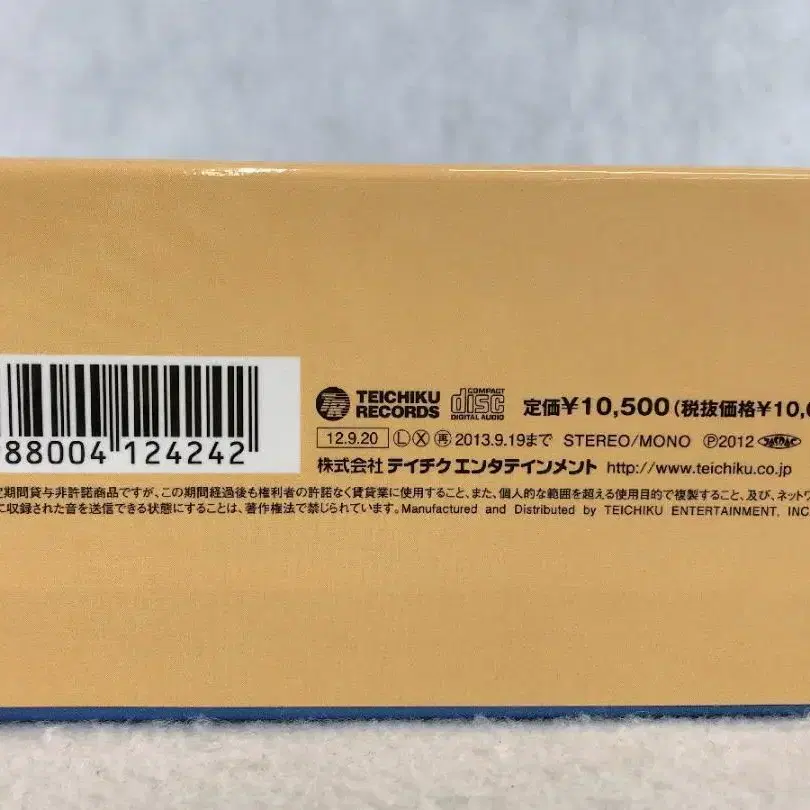 TEICHIKU RECORDS COMPACT disc DIGITAL AUDIO 定価¥10,500(税抜価格¥10,0
12.9.20 Ⓛ Ⓧ ㊢ 2013.9.19まで STEREO/MONO Ⓟ2012
88004 124242
株式会社 テイチクエンタテインメント http://www.teichiku.co.jp
定期間貸与非許諾商品ですが、この期間経過後も権利者の許諾なく賃貸業に使用すること、また、個人的な範囲を超える使用目的で複製すること、及び、ネットワ
に収録された音を送信できる状態にすることは、著作権法で禁じられています。Manufactured and Distributed by TEICHIKU ENTERTAINMENT, INC